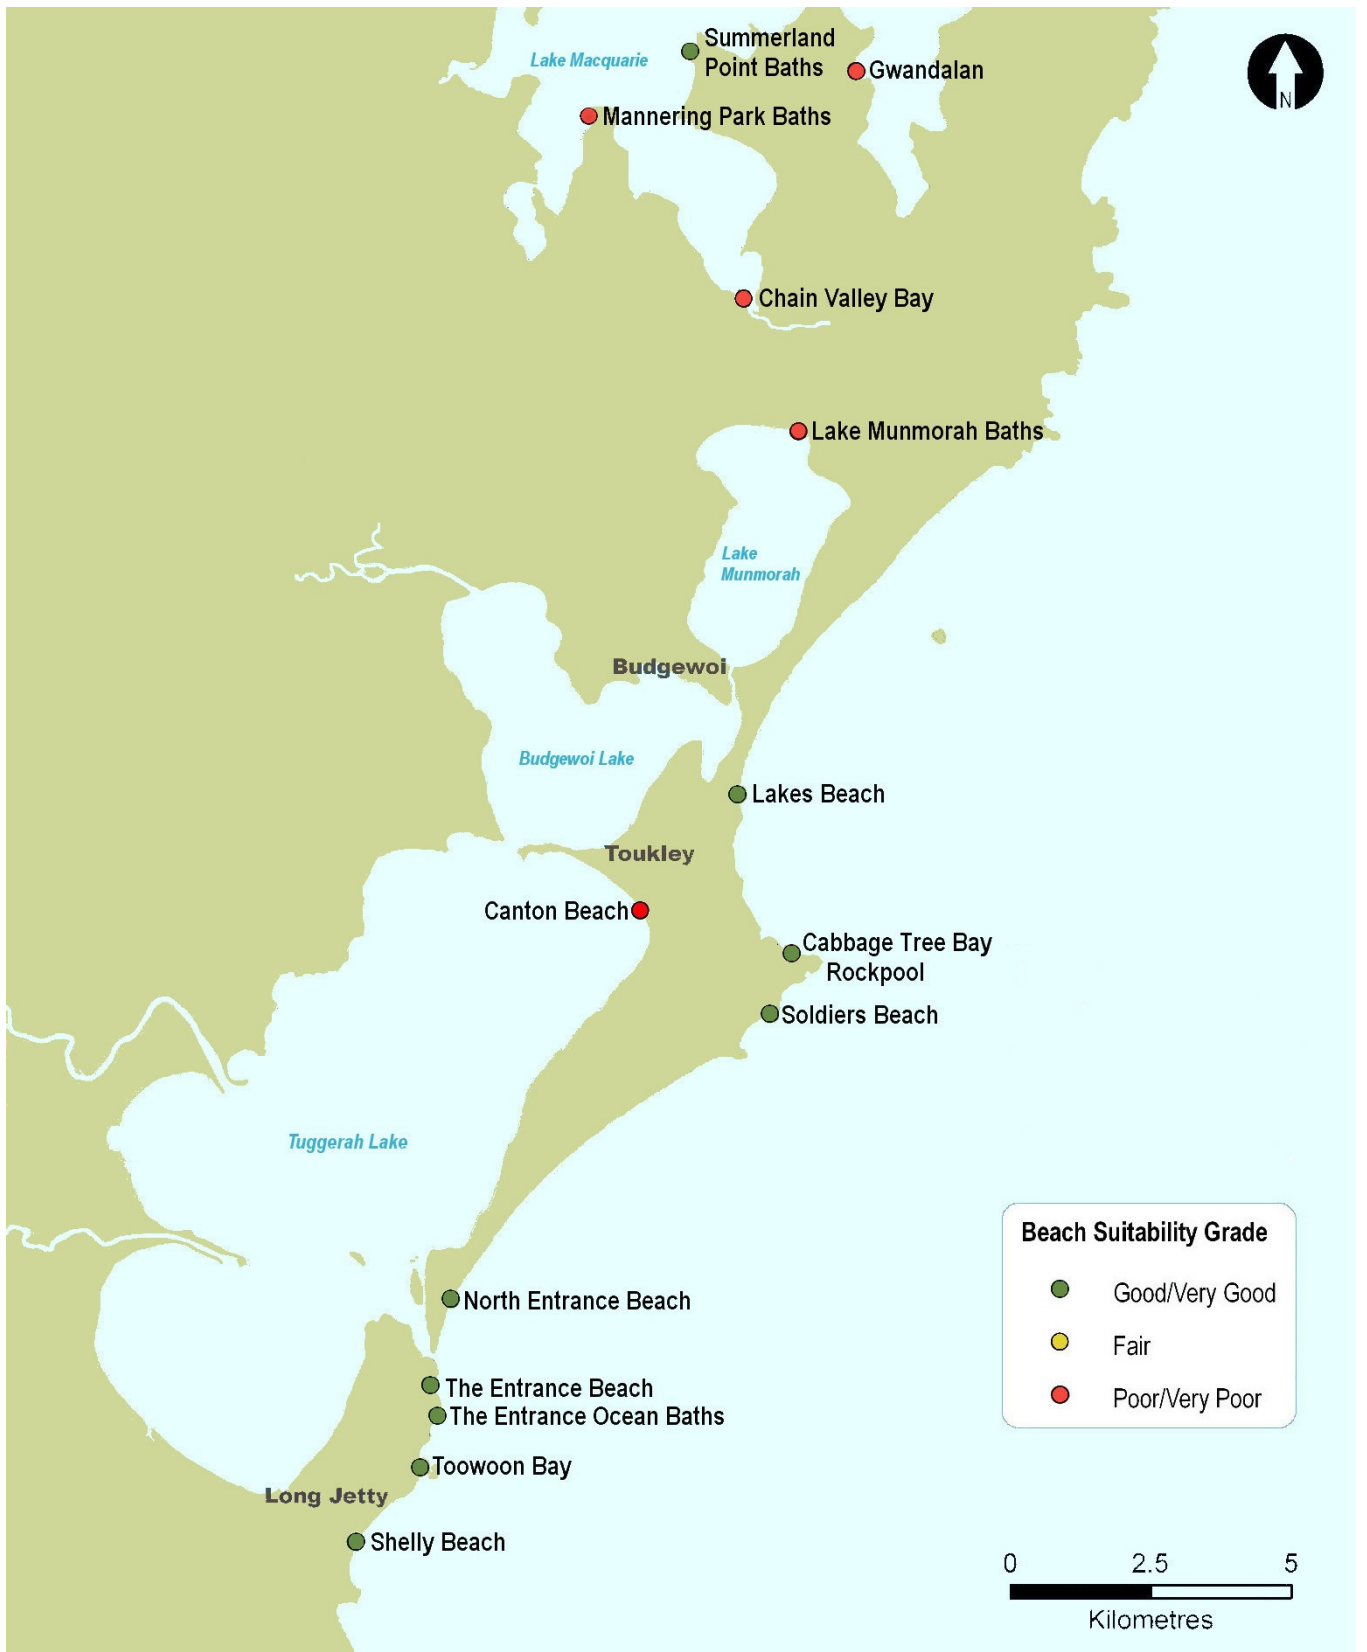 Summerland
Point Baths
Lake Macquarie
Gwandalan
N
Mannering Park Baths
Chain Valley Bay
Lake Munmorah Baths
Lake
Munmorah
Budgewoi
Budgewoi Lake
Lakes Beach
Toukley
Canton Beach
Cabbage Tree Bay
Rockpool
Soldiers Beach
Tuggerah Lake
North Entrance Beach
The Entrance Beach
The Entrance Ocean Baths
Toowoon Bay
Long Jetty
Shelly Beach
Beach Suitability Grade
Good/Very Good
Fair
Poor/Very Poor
0 2.5 5
Kilometres